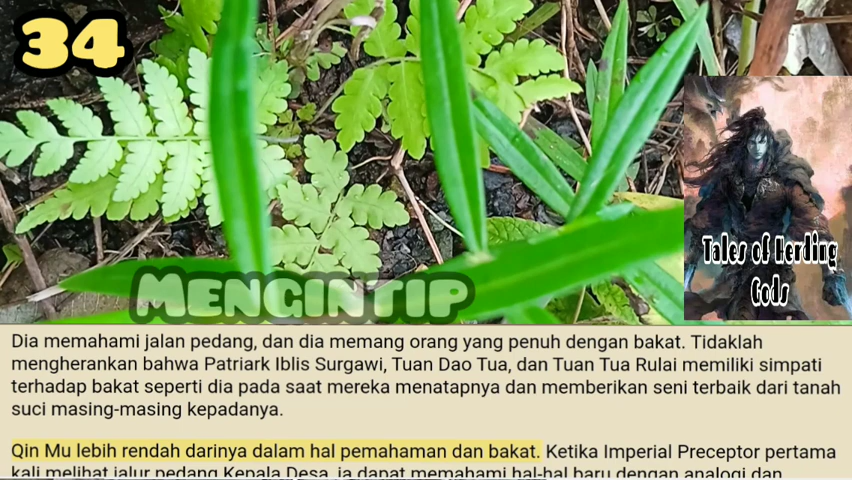 34
Tales of Herding
Gods
MENGINTIP
Dia memahami jalan pedang, dan dia memang orang yang penuh dengan bakat. Tidaklah
mengherankan bahwa Patriark Iblis Surgawi, Tuan Dao Tua, dan Tuan Tua Rulai memiliki simpati
terhadap bakat seperti dia pada saat mereka menatapnya dan memberikan seni terbaik dari tanah
suci masing-masing kepadanya.
Qin Mu lebih rendah darinya dalam hal pemahaman dan bakat. Ketika Imperial Preceptor pertama
kali melihat jalur pedang Kepala Desa, ia dapat memahami hal-hal baru dengan analogi dan